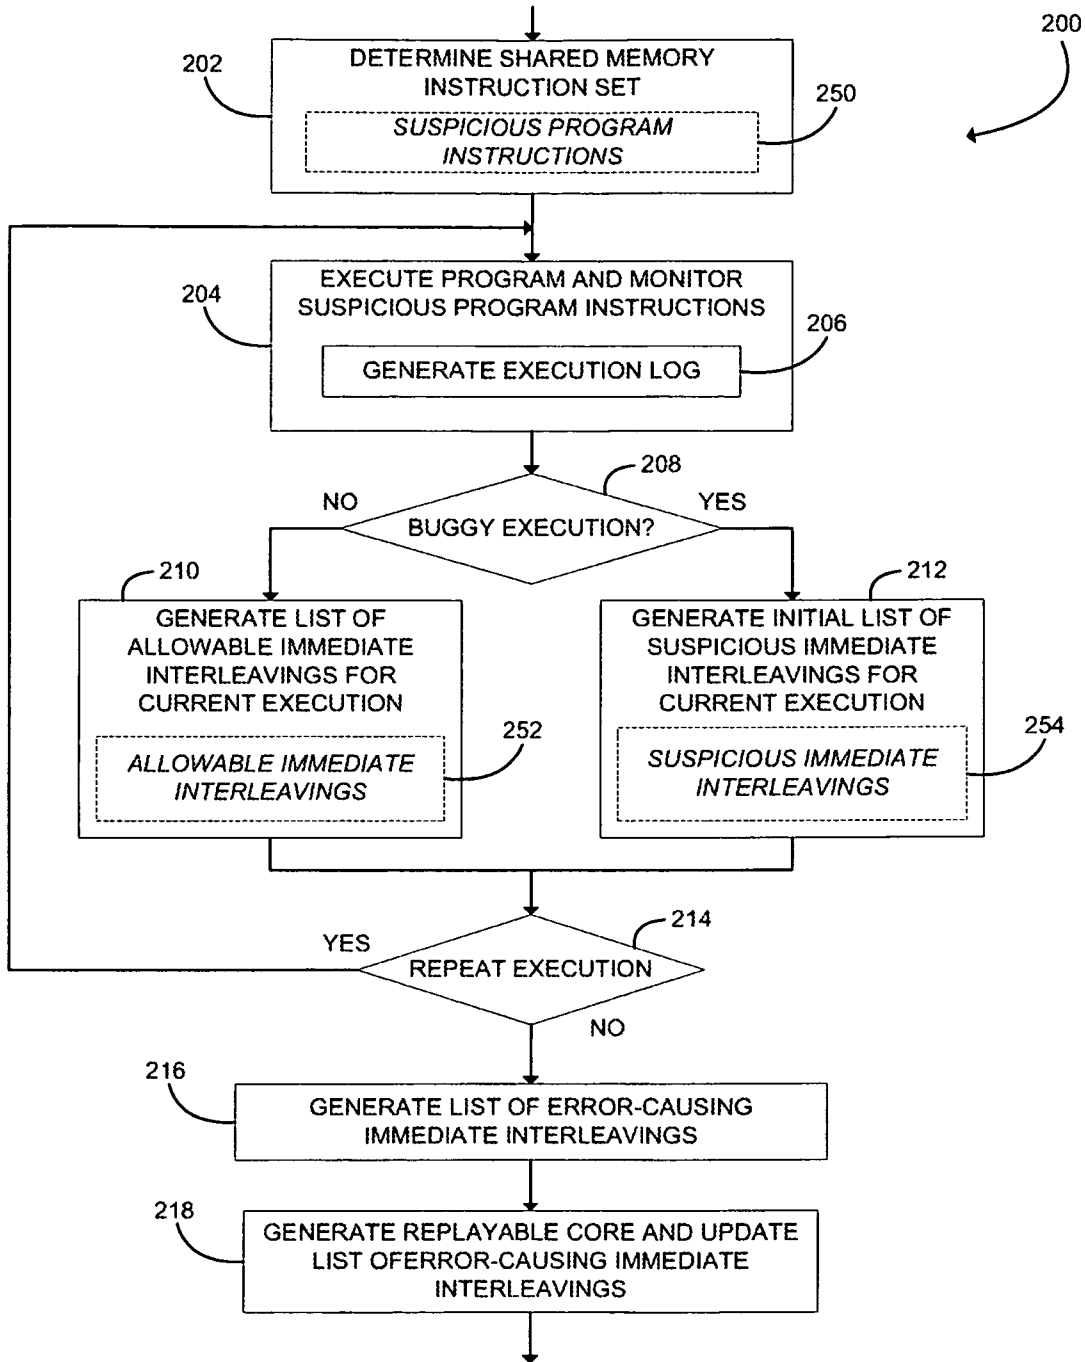 200
202
DETERMINE SHARED MEMORY
INSTRUCTION SET
250
SUSPICIOUS PROGRAM
INSTRUCTIONS
204
EXECUTE PROGRAM AND MONITOR
SUSPICIOUS PROGRAM INSTRUCTIONS
206
GENERATE EXECUTION LOG
208
NO
YES
BUGGY EXECUTION?
210
GENERATE LIST OF
ALLOWABLE IMMEDIATE
INTERLEAVINGS FOR
CURRENT EXECUTION
252
ALLOWABLE IMMEDIATE
INTERLEAVINGS
212
GENERATE INITIAL LIST OF
SUSPICIOUS IMMEDIATE
INTERLEAVINGS FOR
CURRENT EXECUTION
254
SUSPICIOUS IMMEDIATE
INTERLEAVINGS
214
YES
REPEAT EXECUTION
NO
216
GENERATE LIST OF ERROR-CAUSING
IMMEDIATE INTERLEAVINGS
218
GENERATE REPLAYABLE CORE AND UPDATE
LIST OFERROR-CAUSING IMMEDIATE
INTERLEAVINGS